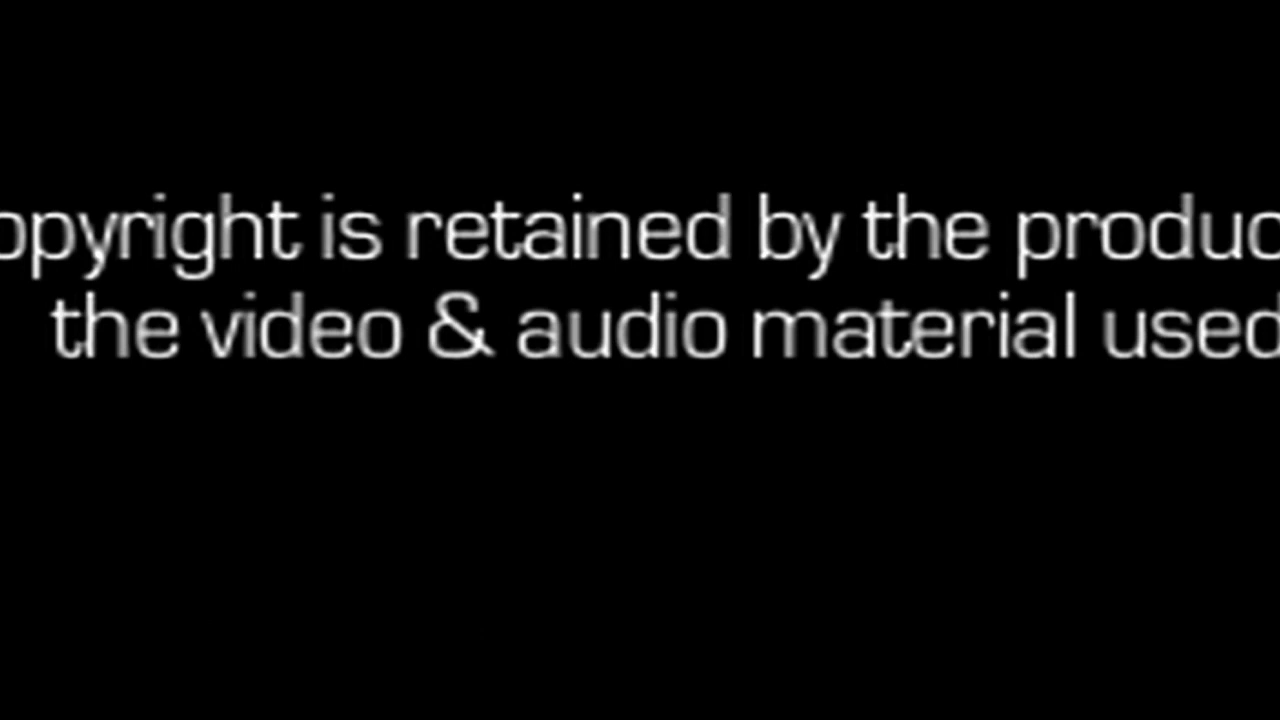 opyright is retained by the produc
the video & audio material used